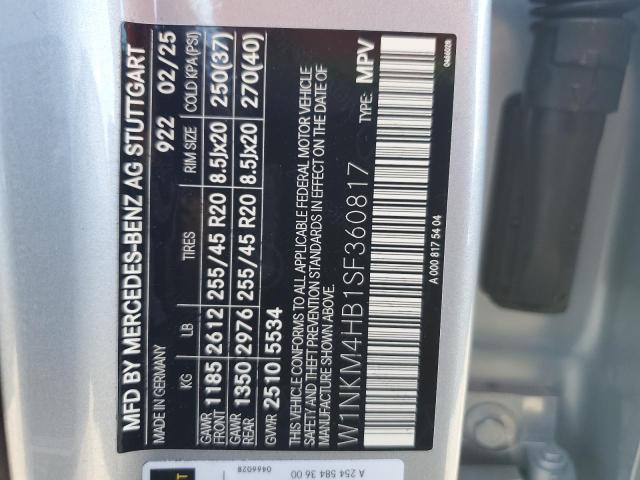 MFD BY MERCEDES-BENZ AG STUTTGART
MADE IN GERMANY 922 02/25
KG LB TIRES RIM SIZE COLD KPA(PSI)
GAWR FRONT 1185 2612 255/45 R20 8.5Jx20 250(37)
GAWR REAR 1350 2976 255/45 R20 8.5Jx20 270(40)
GVWR 2510 5534
THIS VEHICLE CONFORMS TO ALL APPLICABLE FEDERAL MOTOR VEHICLE
SAFETY AND THEFT PREVENTION STANDARDS IN EFFECT ON THE DATE OF
MANUFACTURE
W1NKM4HB1SF360817 TYPE: MPV
A 000 817 54 04
0466028
0466028
A 254 584 36 00